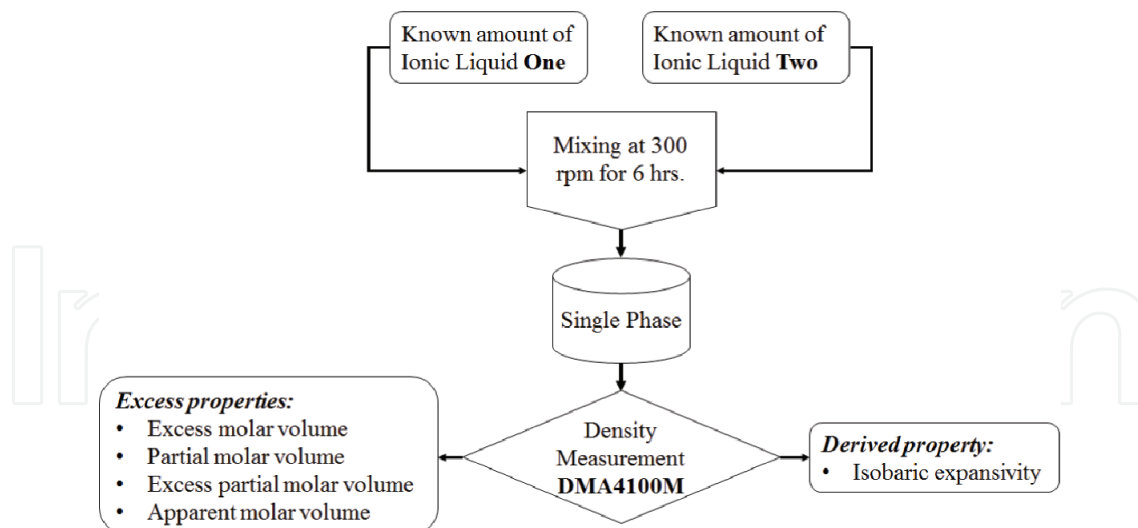 Known amount of
Ionic Liquid One
Known amount of
Ionic Liquid Two
Mixing at 300
rpm for 6 hrs.
Single Phase
Density
Measurement
DMA4100M
Excess properties:
• Excess molar volume
• Partial molar volume
• Excess partial molar volume
• Apparent molar volume
Derived property:
• Isobaric expansivity